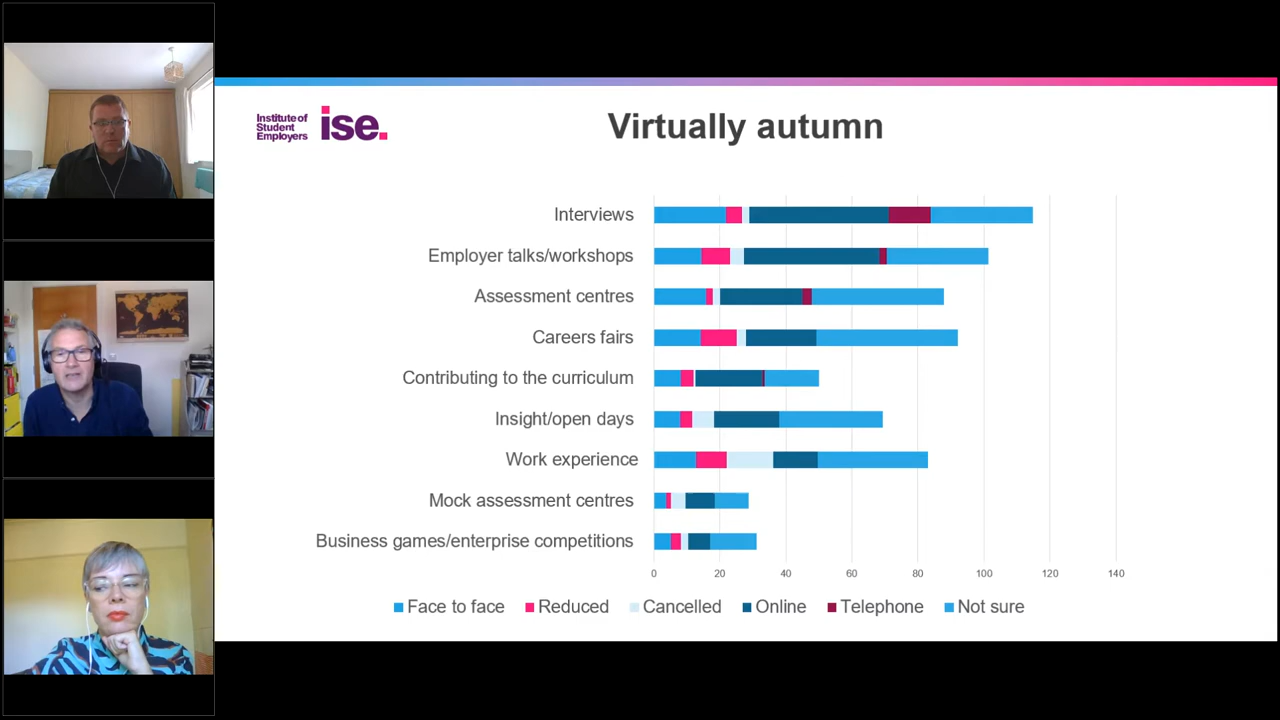 Institute of
Student
Employers
ise.
Virtually autumn
Interviews
Employer talks/workshops
Assessment centres
Careers fairs
Contributing to the curriculum
Insight/open days
Work experience
Mock assessment centres
Business games/enterprise competitions
0 20 40 60 80 100 120 140
Face to face Reduced Cancelled Online Telephone Not sure